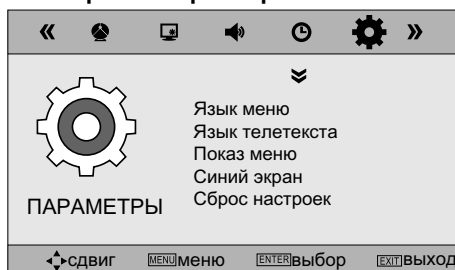 Язык меню
Язык телетекста
Показ меню
Синий экран
Сброс настроек
ПАРАМЕТРЫ
сдвиг MENU меню ENTER выбор EXIT выход